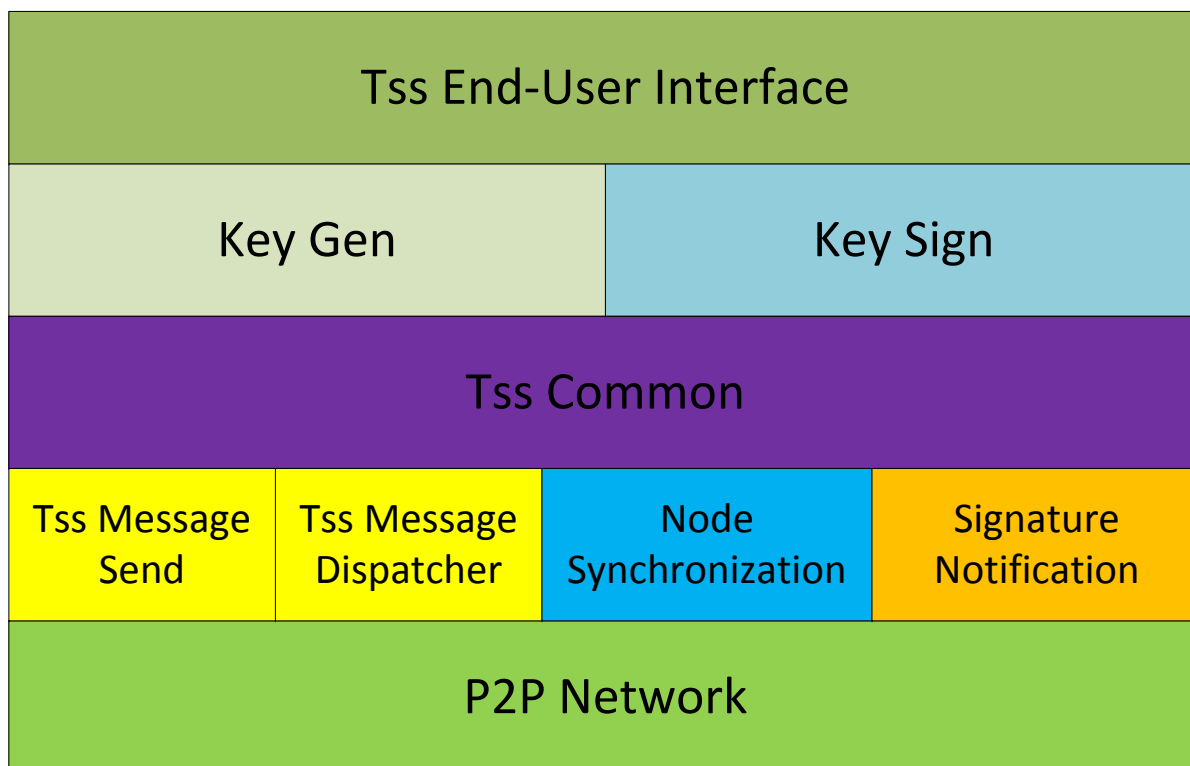 Tss End-User Interface
Key Gen
Key Sign
Tss Common
Tss Message
Send
Tss Message
Dispatcher
Node
Synchronization
Signature
Notification
P2P Network